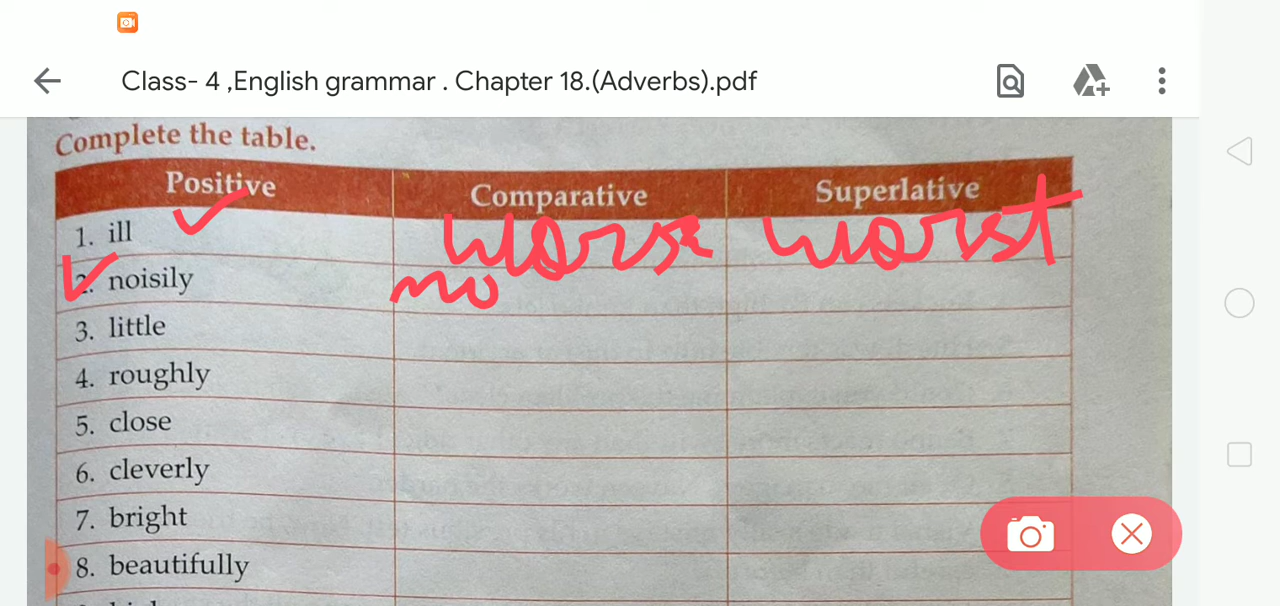 Class- 4 ,English grammar . Chapter 18.(Adverbs).pdf
Complete the table.
Positive Comparative Superlative
1. ill worse worst
2. noisily mo
3. little
4. roughly
5. close
6. cleverly
7. bright
8. beautifully